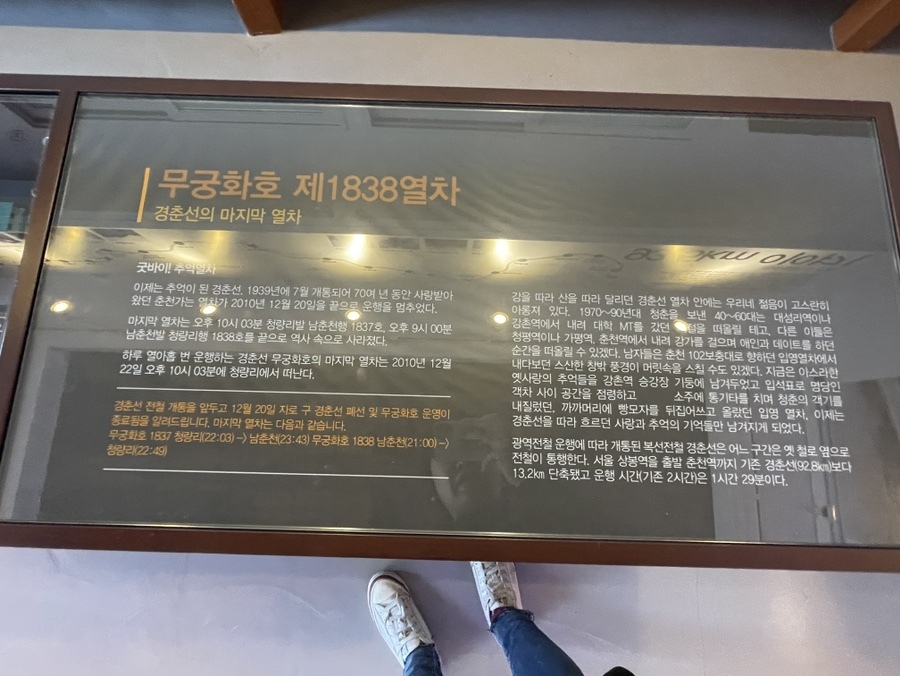 무궁화호 제1838열차
경춘선의 마지막 열차
굿바이! 추억열차
이제는 추억이 된 경춘선, 1939년에 7월 개통되어 70여 년 동안 사랑받아
왔던 춘천가는 열차가 2010년 12월 20일을 끝으로 운행을 멈추었다.
마지막 열차는 오후 10시 03분 청량리발 남춘천행 1837호, 오후 9시 00분
남춘천발 청량리행 1838호를 끝으로 역사 속으로 사라졌다.
하루 열아홉 번 운행하는 경춘선 무궁화호의 마지막 열차는 2010년 12월
22일 오후 10시 03분에 청량리에서 떠난다.
경춘선 전철 개통을 앞두고 12월 20일 자로 구 경춘선 폐선 및 무궁화호 운영이
종료됨을 알려드립니다. 마지막 열차는 다음과 같습니다.
무궁화호 1837 청량리(22:03) –> 남춘천(23:43) 무궁화호 1838 남춘천(21:00) –>
청량리(22:49)
강을 따라 산을 따라 달리던 경춘선 열차 안에는 우리네 젊음이 고스란히
아롱져 있다. 1970~90년대 청춘을 보낸 40~60대는 대성리역이나
강촌역에서 내려 대학 MT를 갔던 을 떠올릴 테고, 다른 이들은
청평역이나 가평역, 춘천역에서 내려 강가를 걸으며 애인과 데이트를 하던
순간을 떠올릴 수 있겠다. 남자들은 춘천 102보충대로 향하던 입영열차에서
내다보던 스산한 창밖 풍경이 머릿속을 스칠 수도 있겠다. 지금은 아스라한
옛사랑의 추억들을 강촌역 승강장 기둥에 남겨두었고 입석표로 명당인
객차 사이 공간을 점령하고 소주에 통기타를 치며 청춘의 객기를
내질렀던, 까까머리에 빵모자를 뒤집어쓰고 올랐던 입영 열차, 이제는
경춘선을 따라 흐르던 사랑과 추억의 기억들만 남겨지게 되었다.
광역전철 운행에 따라 개통된 복선전철 경춘선은 어느 구간은 옛 철로 옆으로
전철이 통행한다. 서울 상봉역을 출발 춘천역까지 기존 경춘선(92.8㎞)보다
13.2㎞ 단축됐고 운행 시간(기존 2시간)은 1시간 29분이다.